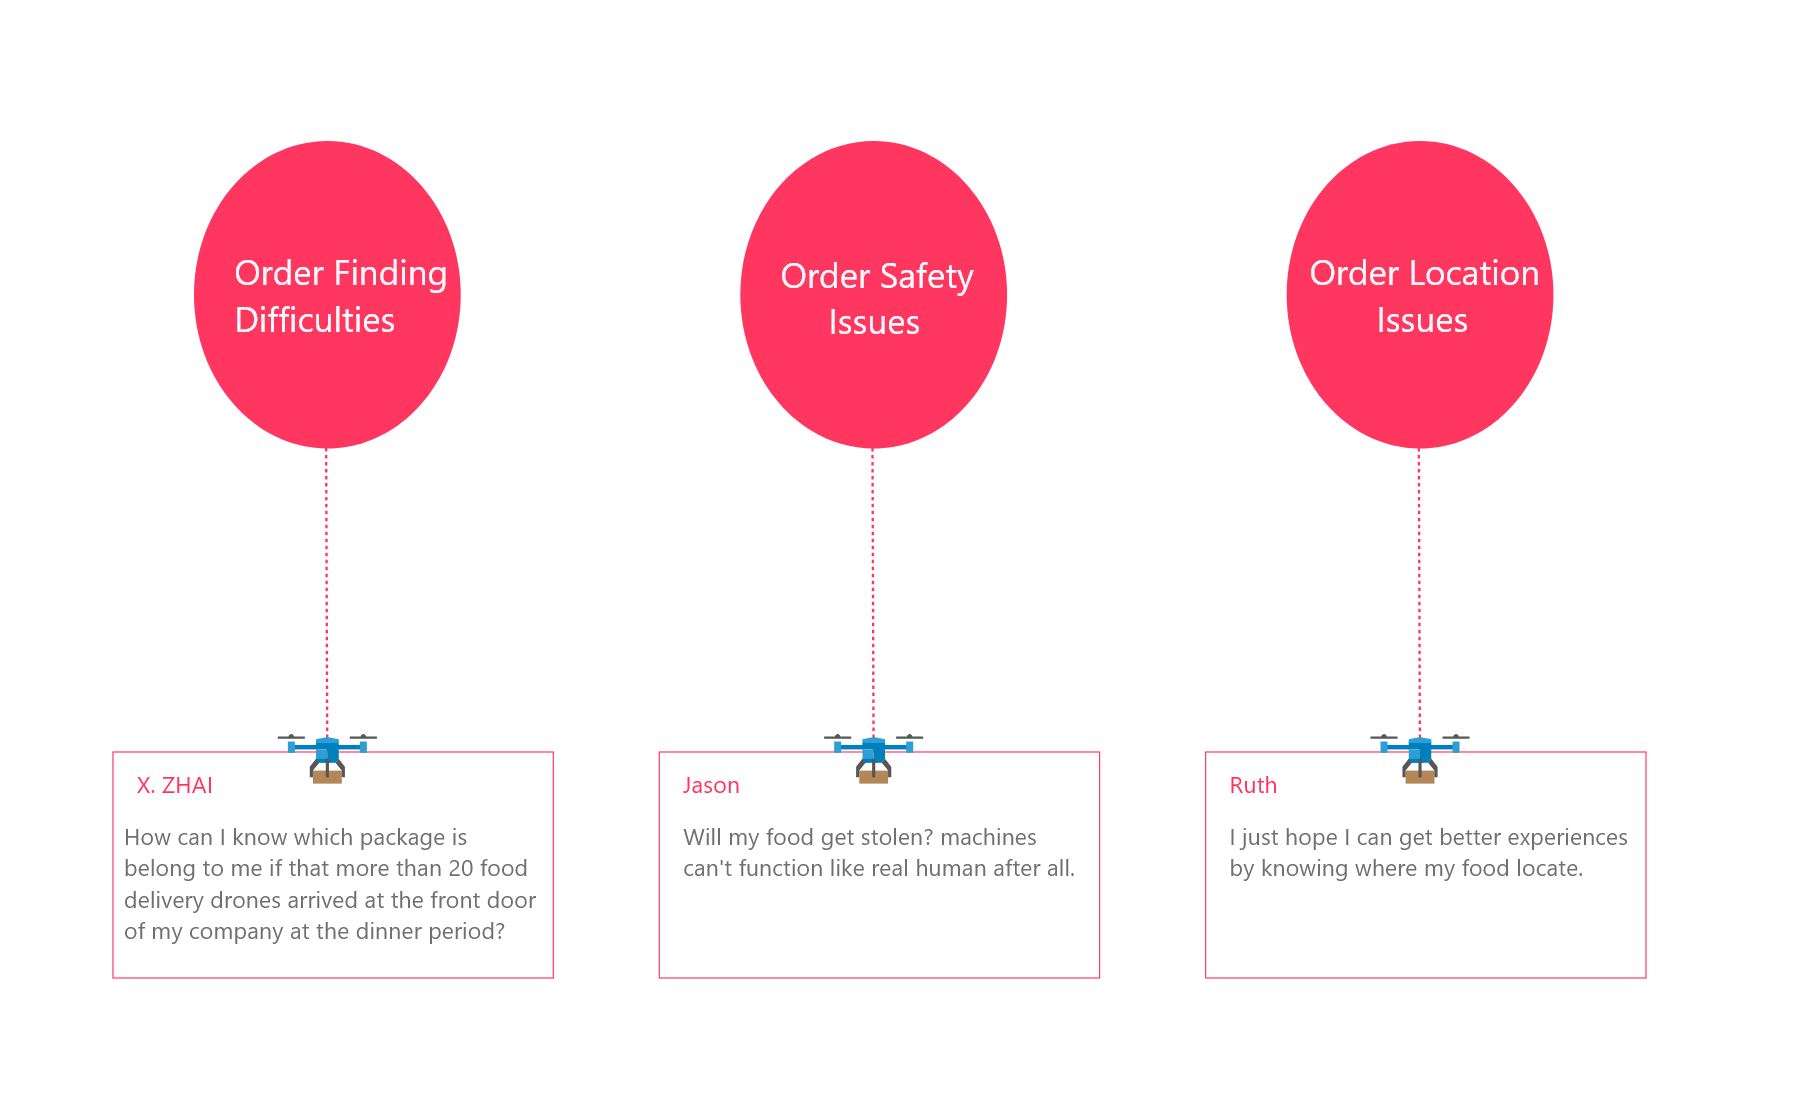 Order Finding
Difficulties
Order Safety
Issues
Order Location
Issues
X. ZHAI
How can I know which package is
belong to me if that more than 20 food
delivery drones arrived at the front door
of my company at the dinner period?
Jason
Will my food get stolen? machines
can't function like real human after all.
Ruth
I just hope I can get better experiences
by knowing where my food locate.